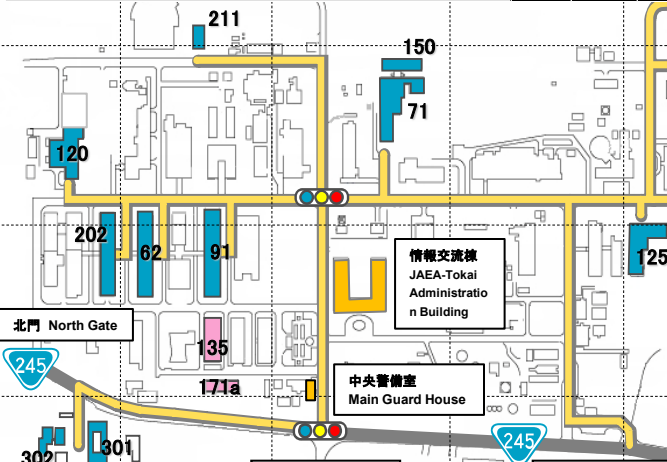 211
150
71
120
202
62
91
125
情報交流棟
JAEA-Tokai
Administratio
n Building
北門 North Gate
135
245
171a
中央警備室
Main Guard House
245
302
301